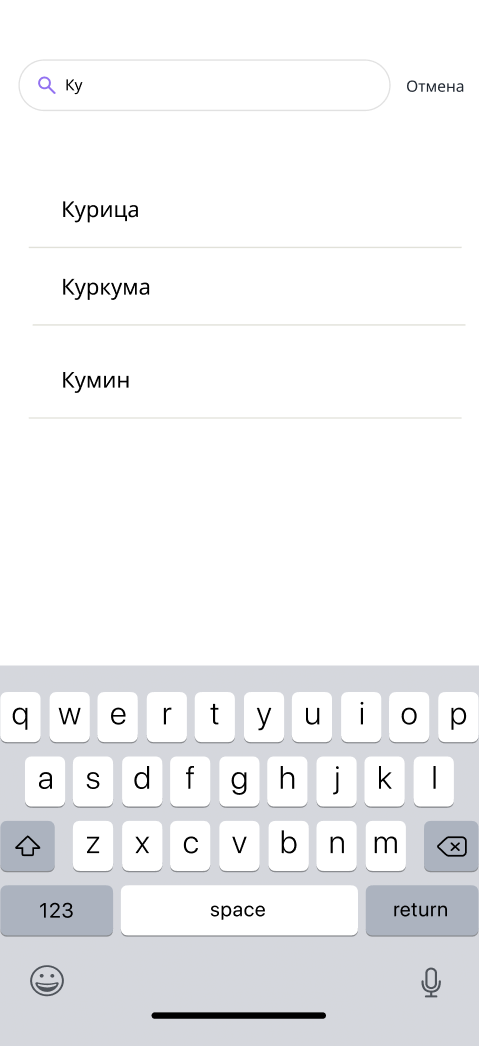 Ку
Отмена
Курица
Куркума
Кумин
q w e r t y u i o p
a s d f g h j k l
z x c v b n m
123 space return